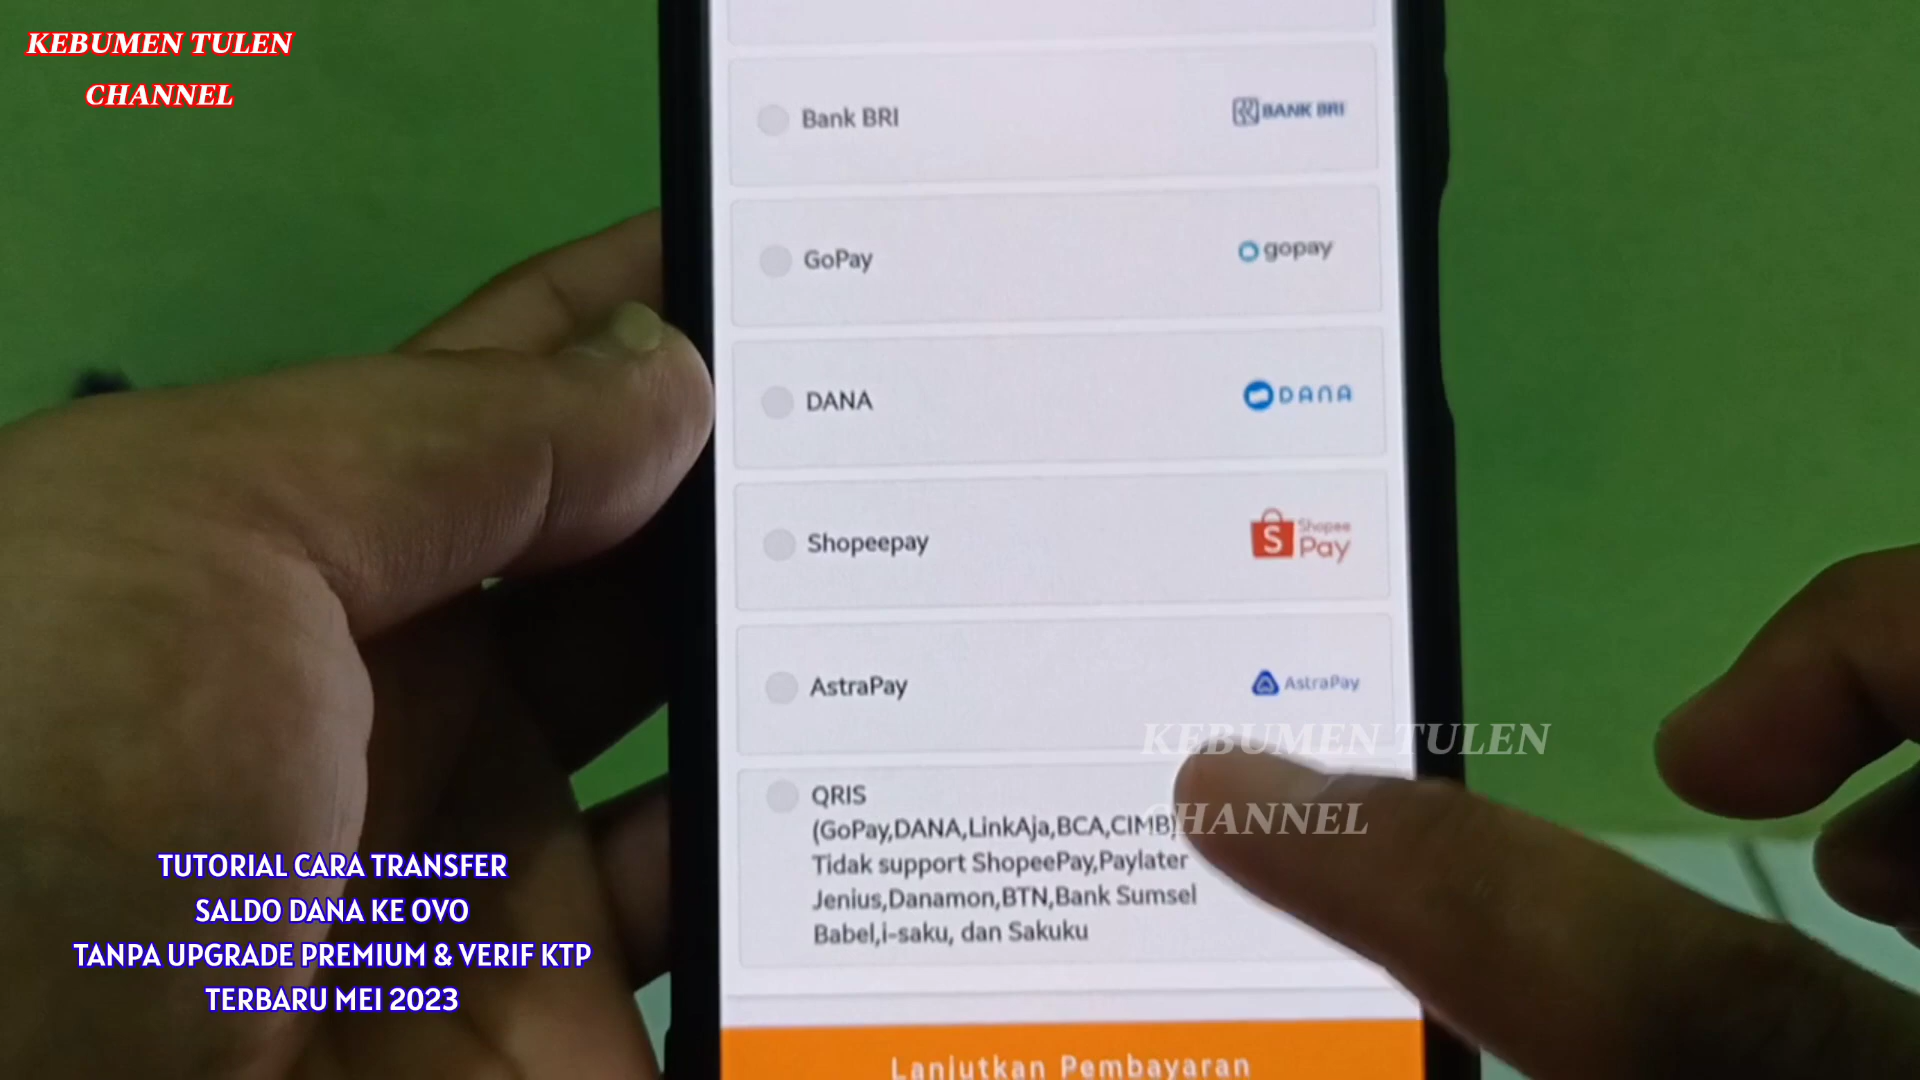 KEBUMEN TULEN
CHANNEL
Bank BRI
BANK BRI
GoPay
gopay
DANA
DANA
Shopeepay
S Shopee
Pay
AstraPay
AstraPay
KEBUMEN TULEN
CHANNEL
QRIS
(GoPay,DANA,LinkAja,BCA,CIMB)
Tidak support ShopeePay,Paylater
Jenius,Danamon,BTN,Bank Sumsel
Babel,i-saku, dan Sakuku
Lanjutkan Pembayaran
TUTORIAL CARA TRANSFER
SALDO DANA KE OVO
TANPA UPGRADE PREMIUM & VERIF KTP
TERBARU MEI 2023